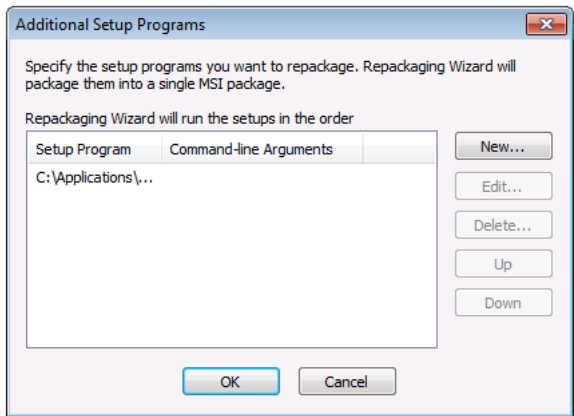 Additional Setup Programs
Specify the setup programs you want to repackage. Repackaging Wizard will
package them into a single MSI package.
Repackaging Wizard will run the setups in the order
Setup Program Command-line Arguments
C:\Applications\...
New...
Edit...
Delete...
Up
Down
OK Cancel